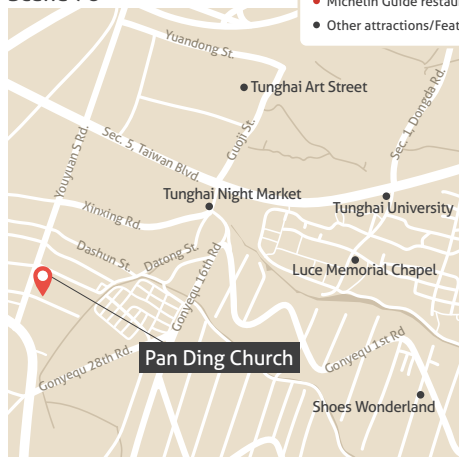 Michelin Guide
Other attractions
Yuandong St.
Tunghai Art Street
Sec. 5, Taiwan Blvd.
Guoji St.
Sec. 1, Dongda Rd.
Youyuan S Rd.
Tunghai Night Market
Tunghai University
Xinxing Rd.
Dashun St.
Datong St.
Luce Memorial Chapel
Gonyequ 16th Rd
Pan Ding Church
Gonyequ 1st Rd
Gonyequ 28th Rd.
Shoes Wonderland